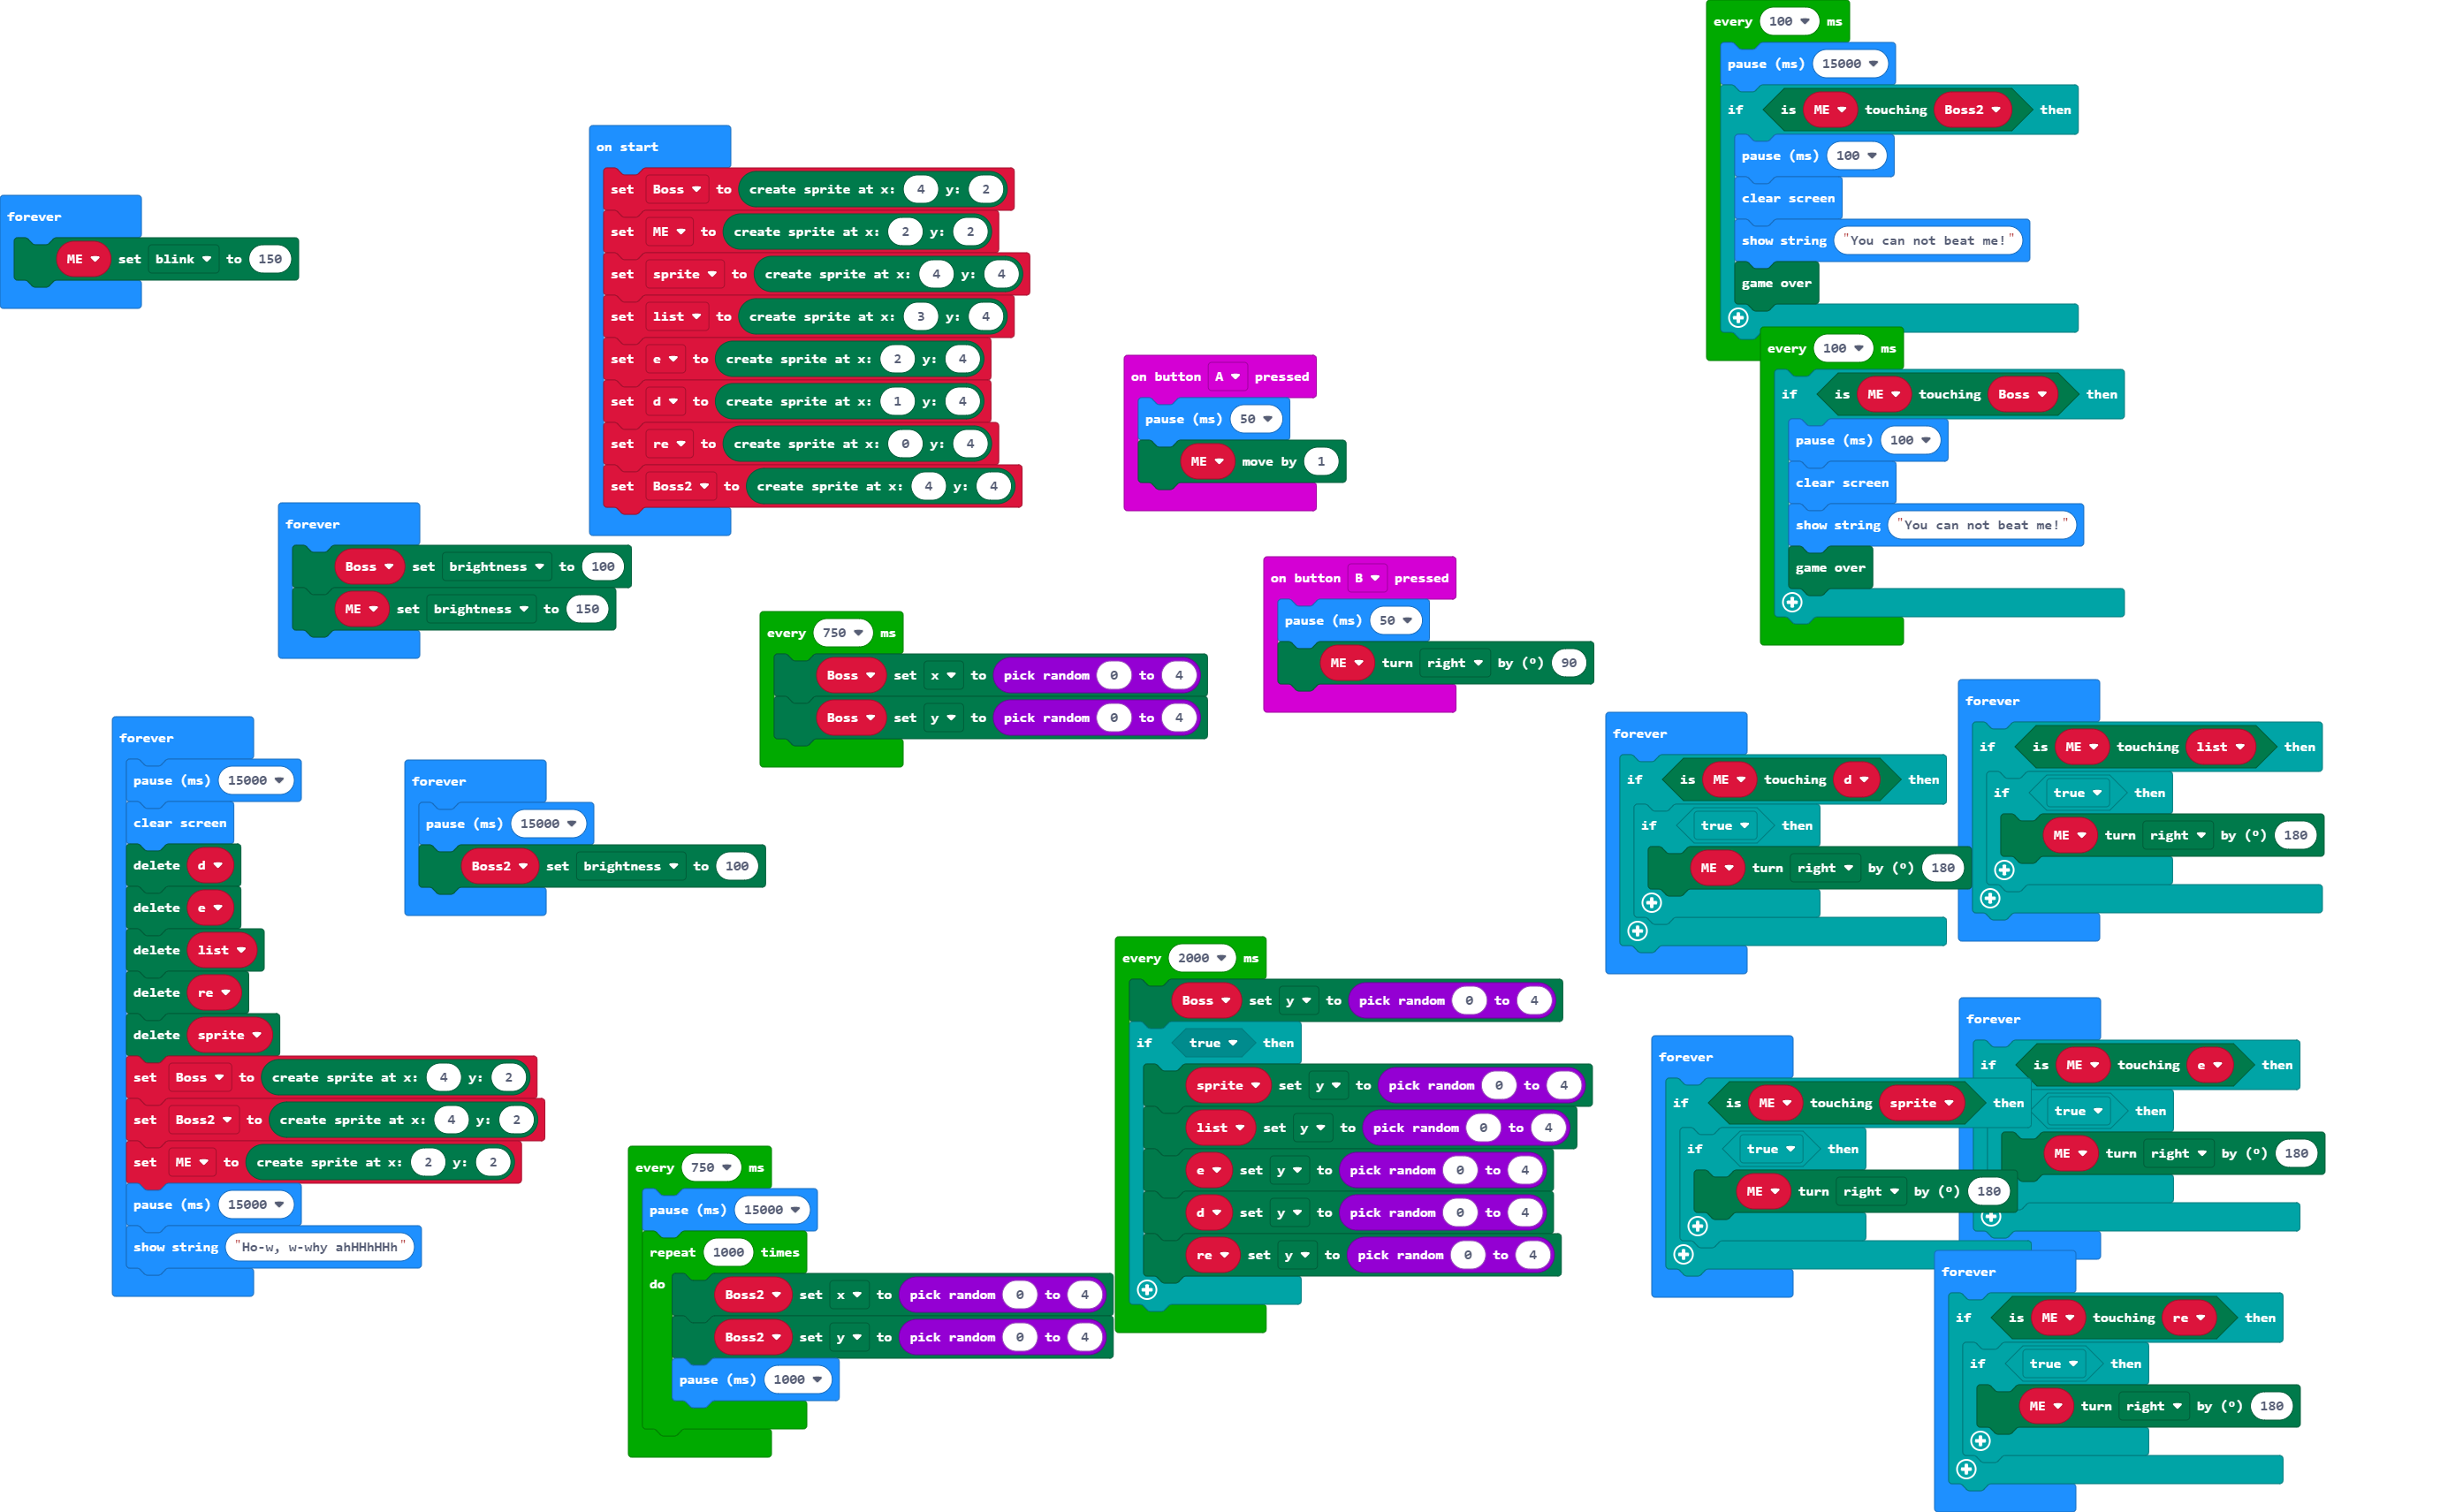 forever
ME set blink to 150
on start
set Boss to create sprite at x: 4 y: 2
set ME to create sprite at x: 2 y: 2
set sprite to create sprite at x: 4 y: 4
set list to create sprite at x: 3 y: 4
set e to create sprite at x: 2 y: 4
set d to create sprite at x: 1 y: 4
set re to create sprite at x: 0 y: 4
set Boss2 to create sprite at x: 4 y: 4
on button A pressed
pause (ms) 50
ME move by 1
every 100 ms
pause (ms) 15000
if is ME touching Boss2 then
pause (ms) 100
clear screen
show string "You can not beat me!"
game over
every 100 ms
if is ME touching Boss then
pause (ms) 100
clear screen
show string "You can not beat me!"
game over
forever
Boss set brightness to 100
ME set brightness to 150
every 750 ms
Boss set x to pick random 0 to 4
Boss set y to pick random 0 to 4
on button B pressed
pause (ms) 50
ME turn right by (º) 90
forever
pause (ms) 15000
clear screen
delete d
delete e
delete list
delete re
delete sprite
set Boss to create sprite at x: 4 y: 2
set Boss2 to create sprite at x: 4 y: 2
set ME to create sprite at x: 2 y: 2
pause (ms) 15000
show string "Ho-w, w-why ahHHhHHh"
forever
pause (ms) 15000
Boss2 set brightness to 100
every 750 ms
pause (ms) 15000
repeat 1000 times
do
Boss2 set x to pick random 0 to 4
Boss2 set y to pick random 0 to 4
pause (ms) 1000
every 2000 ms
Boss set y to pick random 0 to 4
if true then
sprite set y to pick random 0 to 4
list set y to pick random 0 to 4
e set y to pick random 0 to 4
d set y to pick random 0 to 4
re set y to pick random 0 to 4
forever
if is ME touching d then
if true then
ME turn right by (º) 180
forever
if is ME touching list then
if true then
ME turn right by (º) 180
forever
if is ME touching sprite then
if true then
ME turn right by (º) 180
forever
if is ME touching e then
true then
ME turn right by (º) 180
forever
if is ME touching re then
if true then
ME turn right by (º) 180